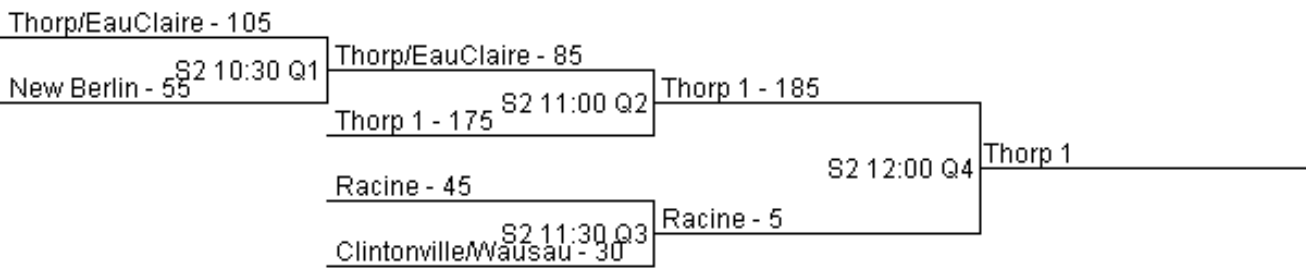 Thorp/EauClaire - 105
S2 10:30 Q1
New Berlin - 55
Thorp/EauClaire - 85
S2 11:00 Q2
Thorp 1 - 175
Thorp 1 - 185
Racine - 45
S2 11:30 Q3
Clintonville/Wausau - 30
Racine - 5
S2 12:00 Q4
Thorp 1